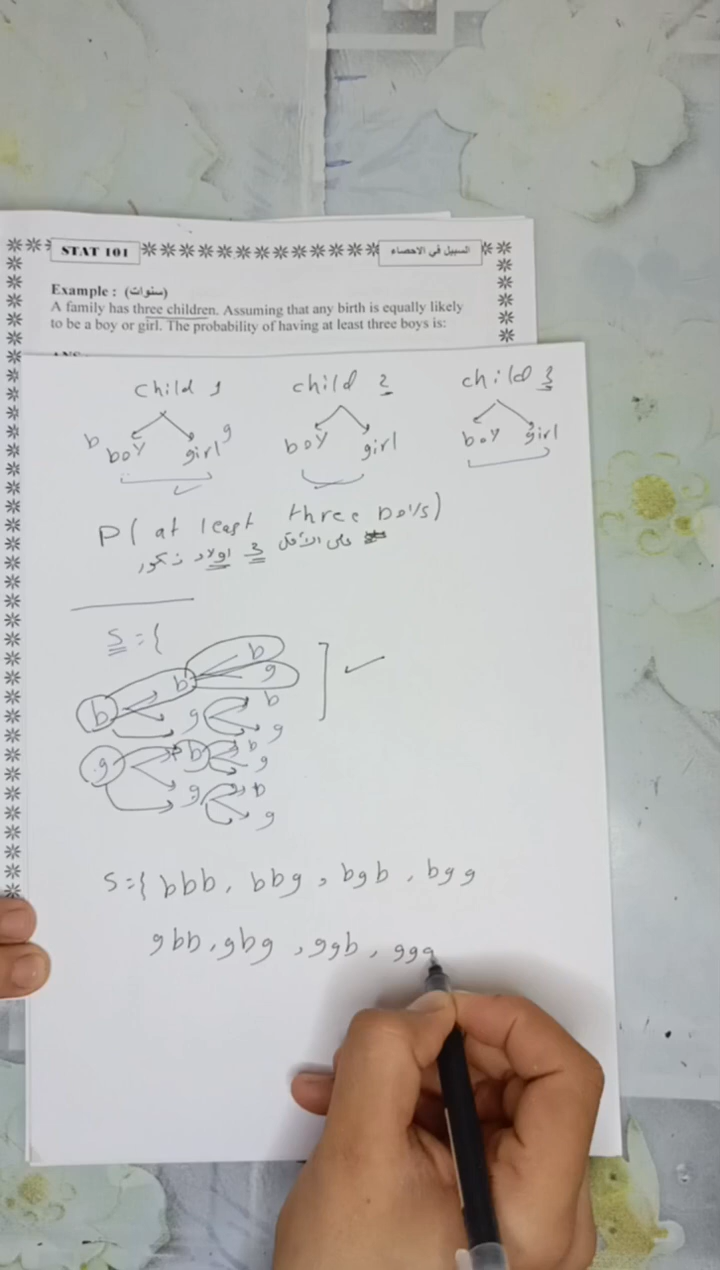 STAT 101 السبيل في الاحصاء
Example : (سنوات)
A family has three children. Assuming that any birth is equally likely
to be a boy or girl. The probability of having at least three boys is:
child 1 child 2 child 3
b boy girl g boy girl boy girl
P( at least three boys)
على الأقل 3 اولاد ذكور
S={
b
b g
b g b
g
g b b
g
g b
g
S={ bbb, bbg, bgb, bgg
gbb, gbg, ggb, ggg